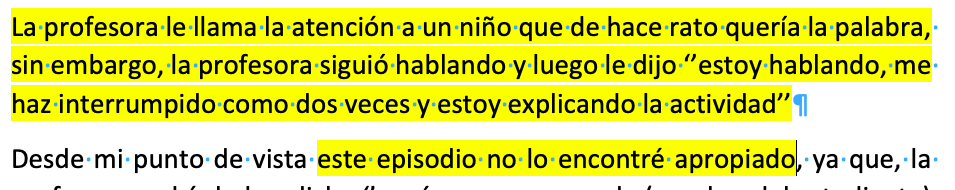 La profesora le llama la atención a un niño que de hace rato quería la palabra,
sin embargo, la profesora siguió hablando y luego le dijo “estoy hablando, me
haz interrumpido como dos veces y estoy explicando la actividad”¶
Desde mi punto de vista este episodio no lo encontré apropiado, ya que, la